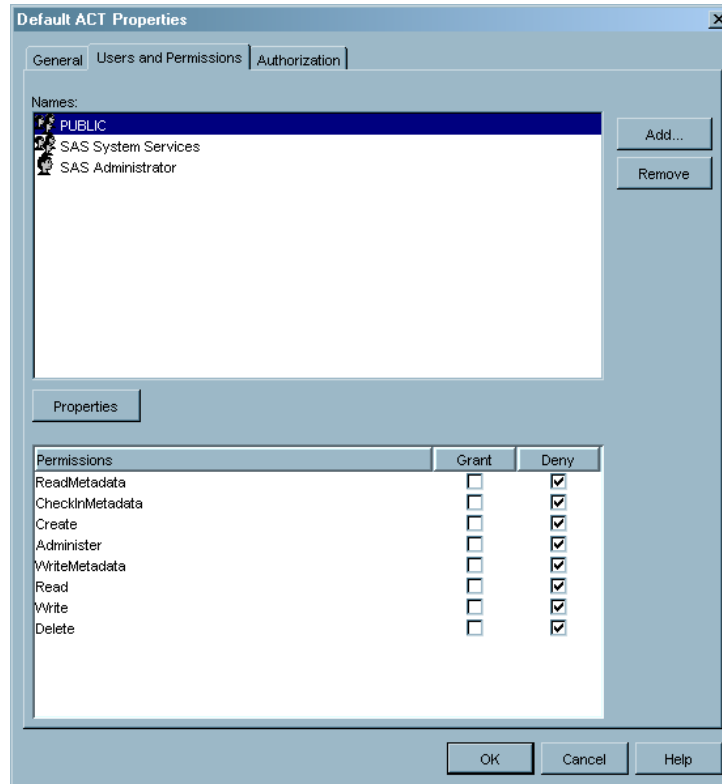 Default ACT Properties
General Users and Permissions Authorization
Names:
PUBLIC
SAS System Services
SAS Administrator
Add...
Remove
Properties
Permissions Grant Deny
ReadMetadata
CheckInMetadata
Create
Administer
WriteMetadata
Read
Write
Delete
OK Cancel Help